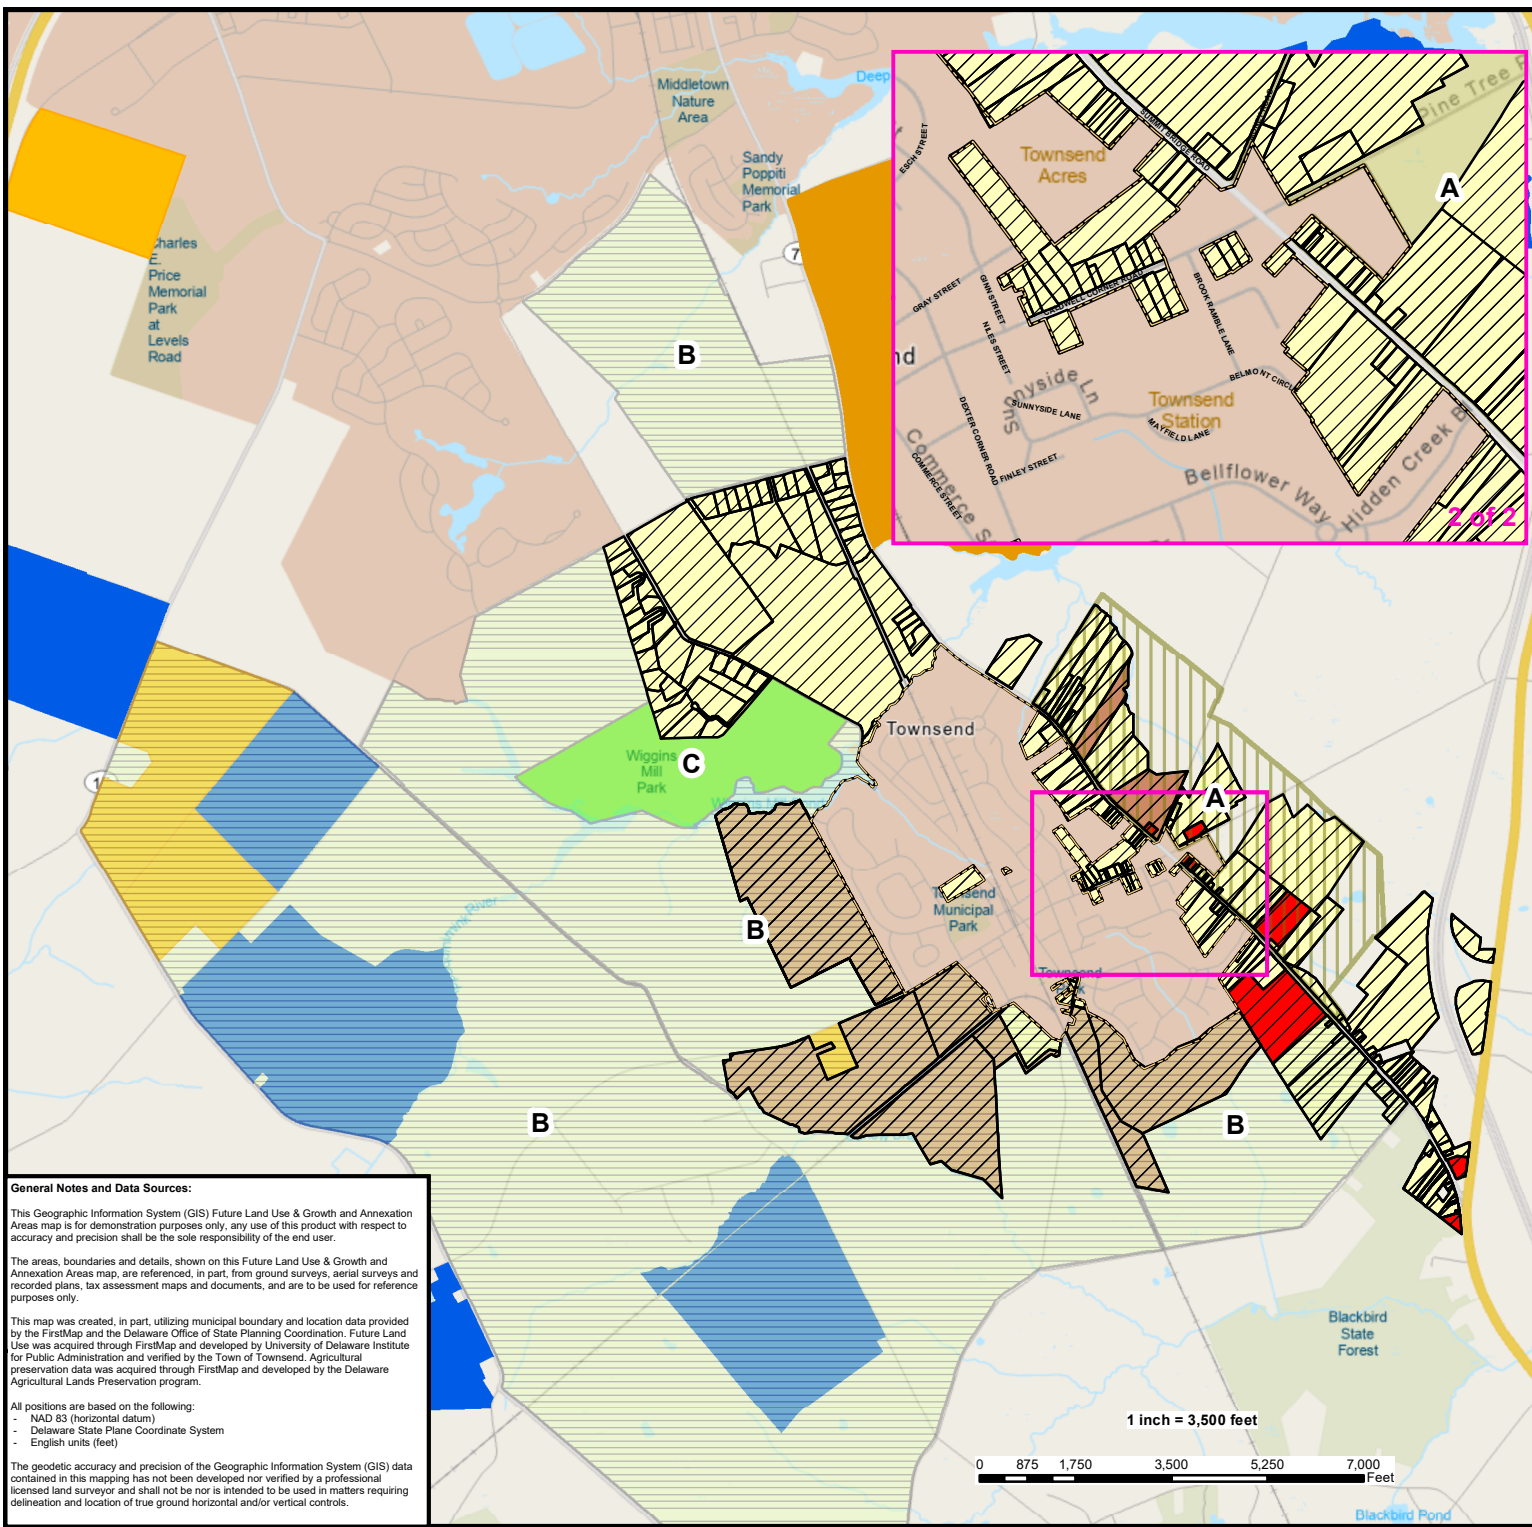 Middletown
Nature
Area
Deep
Sandy
Poppiti
Memorial
Park
7
Charles
E.
Price
Memorial
Park
at
Levels
Road
B
Pine Tree
ESCH STREET
SUMMIT BRIDGE ROAD
Townsend
Acres
A
GRAY STREET
GINN STREET
NILES STREET
CALDWELL CORNER ROAD
BROOK RAMBLE LANE
BELMONT CIRCL
nd
Sunnyside Ln
SUNNYSIDE LANE
Townsend
Station
MAYFIELD LANE
DEXTER CORNER ROAD
FINLEY STREET
Commerce S
COMMERCE STREET
Bellflower Way
Hidden Creek B
2 of 2
Townsend
Wiggins
Mill
Park
C
1
A
B
Townsend
Municipal
Park
Townsend
B
B
Blackbird
State
Forest
General Notes and Data Sources:
This Geographic Information System (GIS) Future Land Use & Growth and Annexation
Areas map is for demonstration purposes only, any use of this product with respect to
accuracy and precision shall be the sole responsibility of the end user.
The areas, boundaries and details, shown on this Future Land Use & Growth and
Annexation Areas map, are referenced, in part, from ground surveys, aerial surveys and
recorded plans, tax assessment maps and documents, and are to be used for reference
purposes only.
This map was created, in part, utilizing municipal boundary and location data provided
by the FirstMap and the Delaware Office of State Planning Coordination. Future Land
Use was acquired through FirstMap and developed by University of Delaware Institute
for Public Administration and verified by the Town of Townsend. Agricultural
preservation data was acquired through FirstMap and developed by the Delaware
Agricultural Lands Preservation program.
All positions are based on the following:
- NAD 83 (horizontal datum)
- Delaware State Plane Coordinate System
- English units (feet)
The geodetic accuracy and precision of the Geographic Information System (GIS) data
contained in this mapping has not been developed nor verified by a professional
licensed land surveyor and shall not be nor is intended to be used in matters requiring
delineation and location of true ground horizontal and/or vertical controls.
1 inch = 3,500 feet
0 875 1,750 3,500 5,250 7,000
Feet
Blackbird Pond